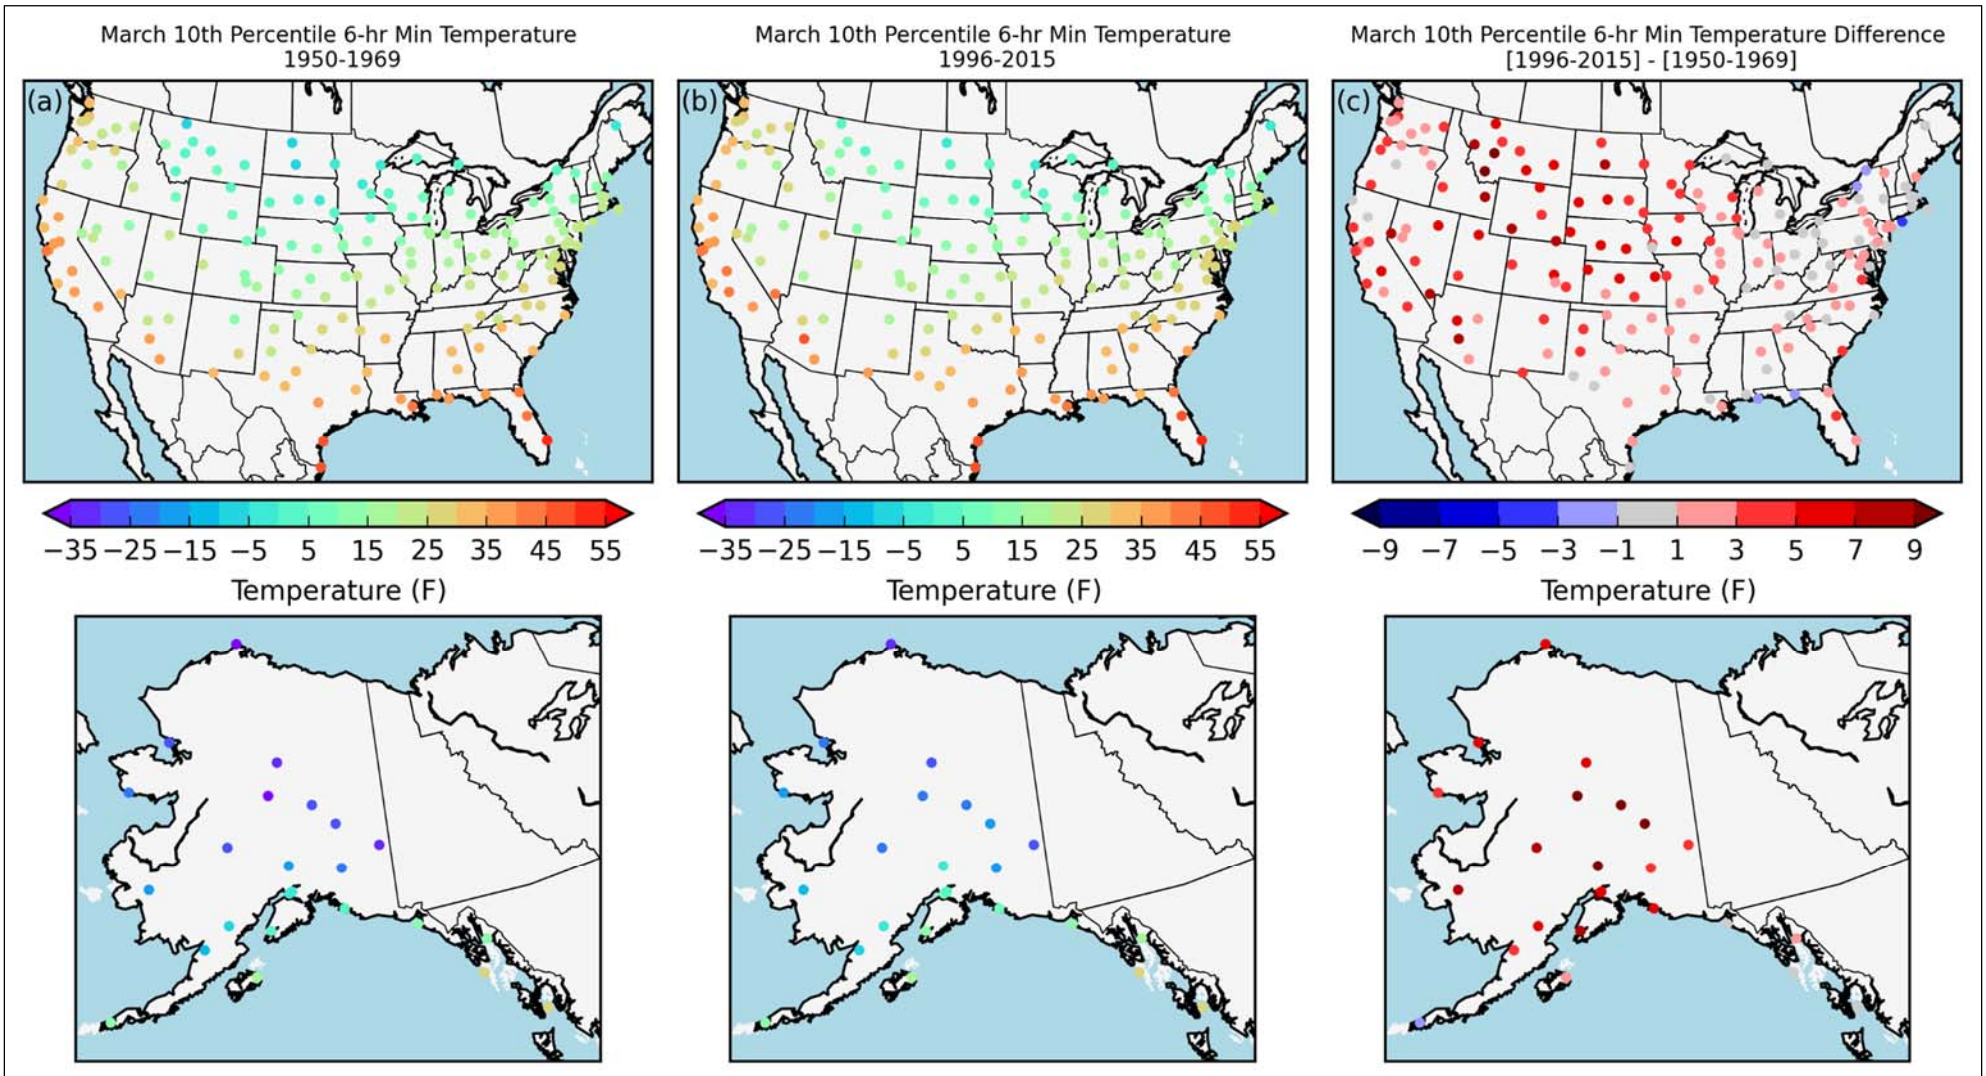 March 10th Percentile 6-hr Min Temperature
1950-1969
March 10th Percentile 6-hr Min Temperature
1996-2015
March 10th Percentile 6-hr Min Temperature Difference
[1996-2015] - [1950-1969]
(a)
(b)
(c)
−35 −25 −15 −5 5 15 25 35 45 55
−35 −25 −15 −5 5 15 25 35 45 55
−9 −7 −5 −3 −1 1 3 5 7 9
Temperature (F)
Temperature (F)
Temperature (F)